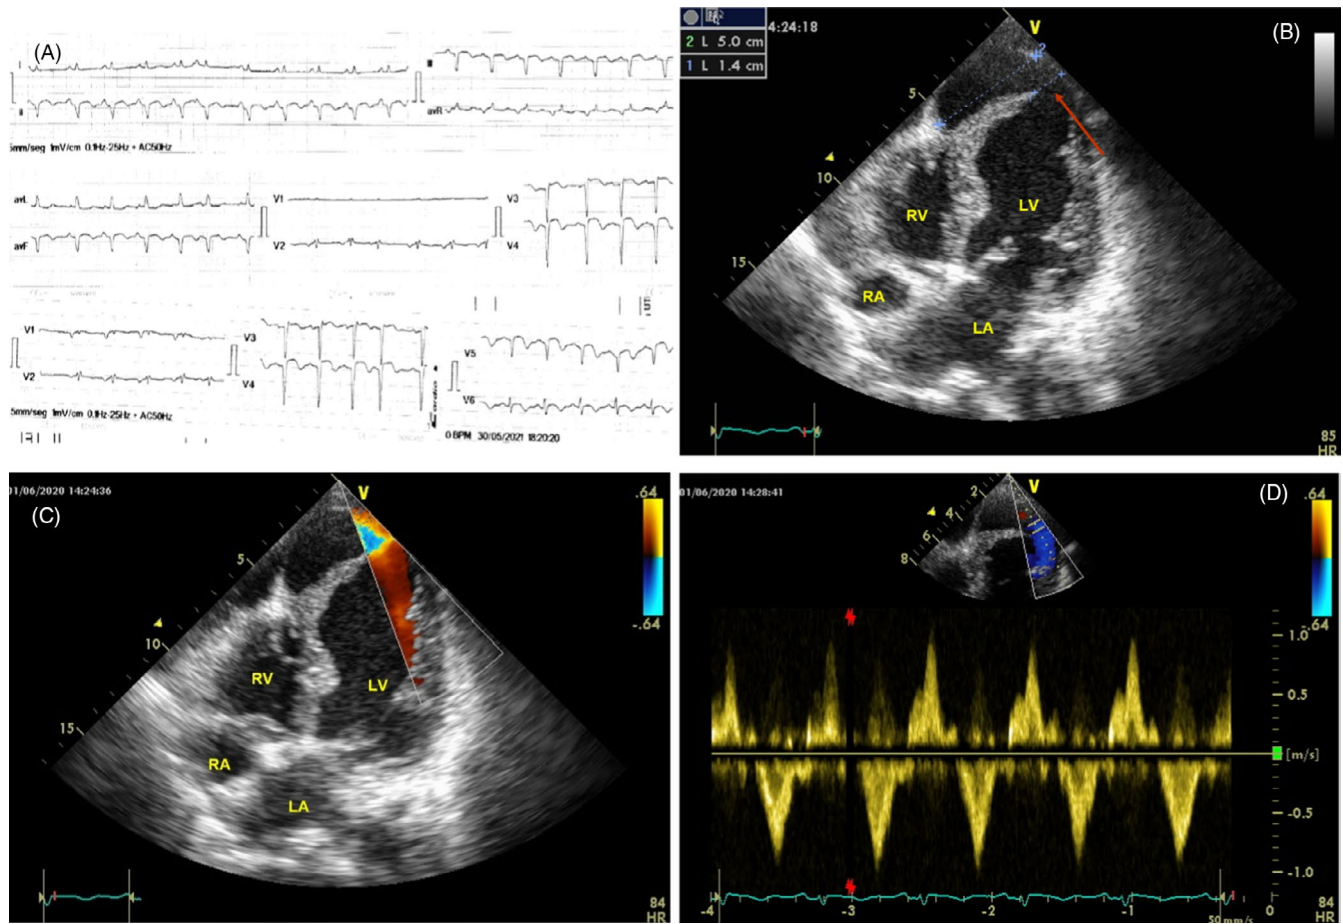 (A)
I
II
III
avR
5mm/seg 1mV/cm 0.1Hz-25Hz + AC50Hz
avL
avF
V1
V2
V3
V4
V1
V2
V3
V4
V5
V6
5mm/seg 1mV/cm 0.1Hz-25Hz + AC50Hz
0 BPM 30/05/2021 18:20:20
(B)
2
2 L 5.0 cm
1 L 1.4 cm
4:24:18
V
2
5
10
15
RV
LV
RA
LA
85
HR
(C)
01/06/2020 14:24:36
V
.64
-.64
5
10
15
RV
LV
RA
LA
84
HR
(D)
01/06/2020 14:28:41
V
2
4
6
8
.64
-.64
1.0
0.5
[m/s]
-0.5
-1.0
-4
-3
-2
-1
0
50 mm/s
84
HR